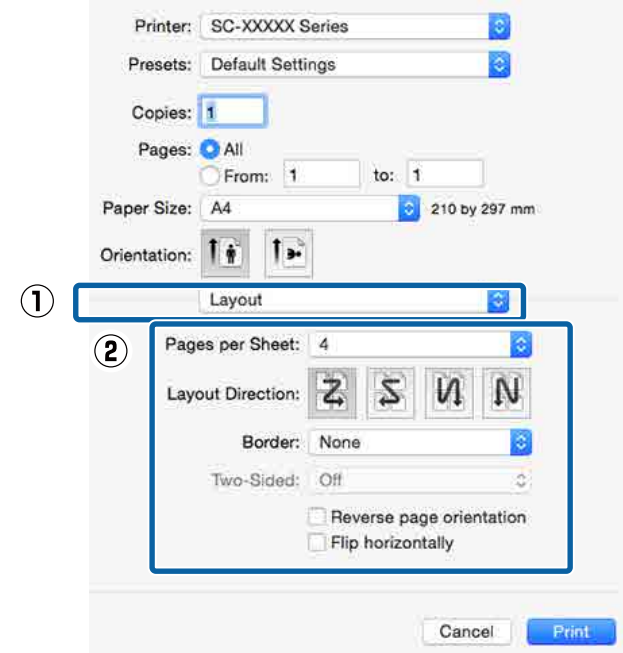 Printer: SC-XXXXX Series
Presets: Default Settings
Copies: 1
Pages: All
From: 1 to: 1
Paper Size: A4 210 by 297 mm
Orientation:
① Layout
② Pages per Sheet: 4
Layout Direction:
Border: None
Two-Sided: Off
Reverse page orientation
Flip horizontally
Cancel Print